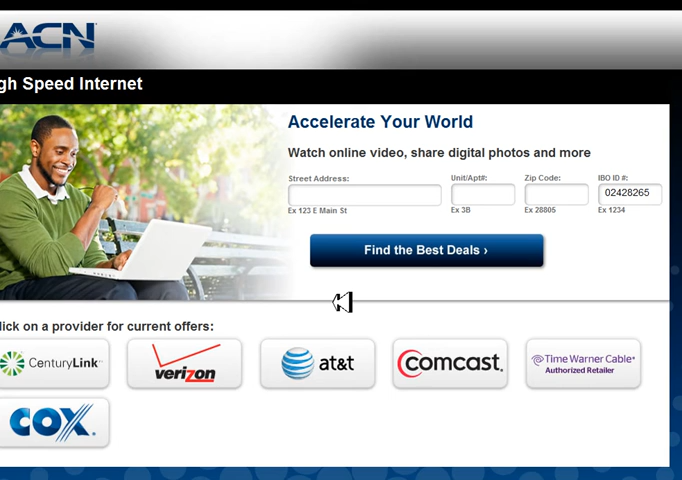 ACN
gh Speed Internet
Accelerate Your World
Watch online video, share digital photos and more
Street Address: Unit/Apt#: Zip Code: IBO ID #:
02428265
Ex 123 E Main St Ex 3B Ex 28805 Ex 1234
Find the Best Deals ›
lick on a provider for current offers:
CenturyLink™ verizon at&t comcast. Time Warner Cable®
Authorized Retailer
COX.